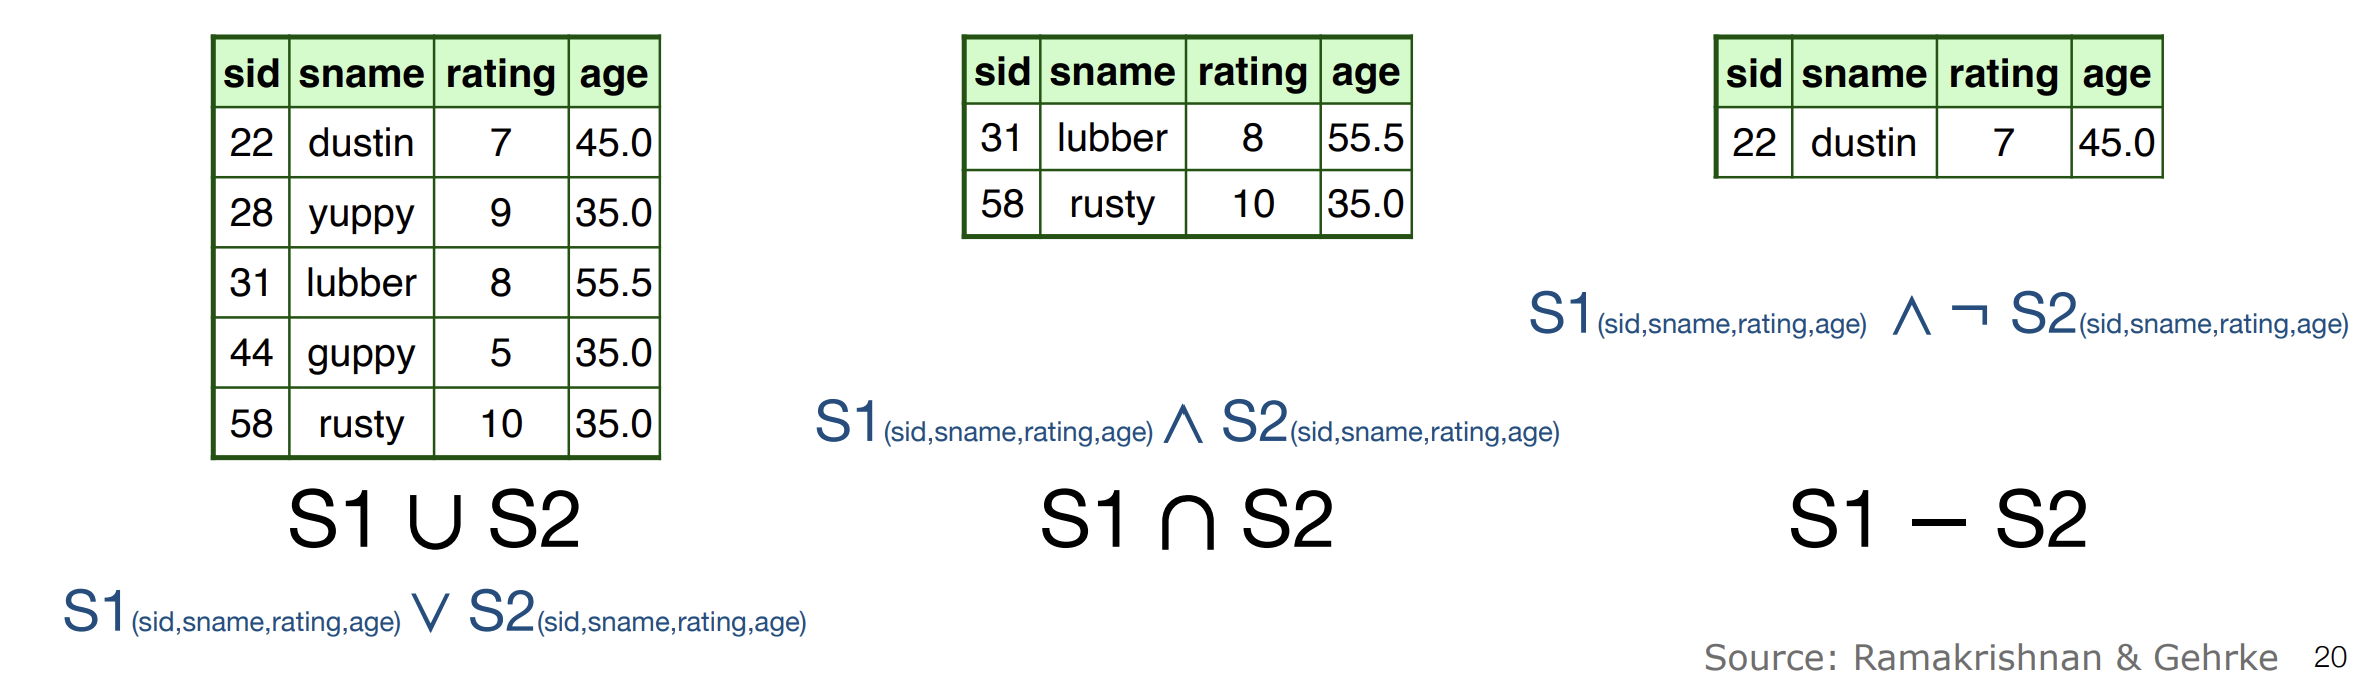 sid sname rating age
22 dustin 7 45.0
28 yuppy 9 35.0
31 lubber 8 55.5
44 guppy 5 35.0
58 rusty 10 35.0
S1 ∪ S2
S1(sid,sname,rating,age) ∨ S2(sid,sname,rating,age)
sid sname rating age
31 lubber 8 55.5
58 rusty 10 35.0
S1(sid,sname,rating,age) ∧ S2(sid,sname,rating,age)
S1 ∩ S2
sid sname rating age
22 dustin 7 45.0
S1(sid,sname,rating,age) ∧ ¬ S2(sid,sname,rating,age)
S1 − S2
Source: Ramakrishnan & Gehrke 20